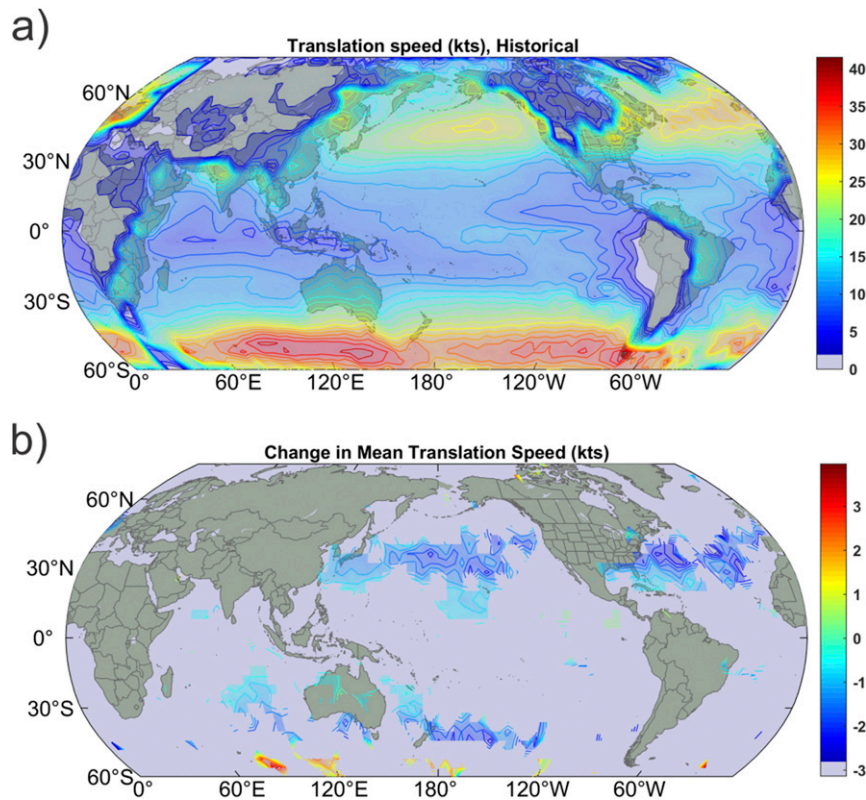 a)
Translation speed (kts), Historical
60°N
30°N
0°
30°S
60°S
0°
60°E
120°E
180°
120°W
60°W
40
35
30
25
20
15
10
5
0
b)
Change in Mean Translation Speed (kts)
60°N
30°N
0°
30°S
60°S
0°
60°E
120°E
180°
120°W
60°W
3
2
1
0
-1
-2
-3